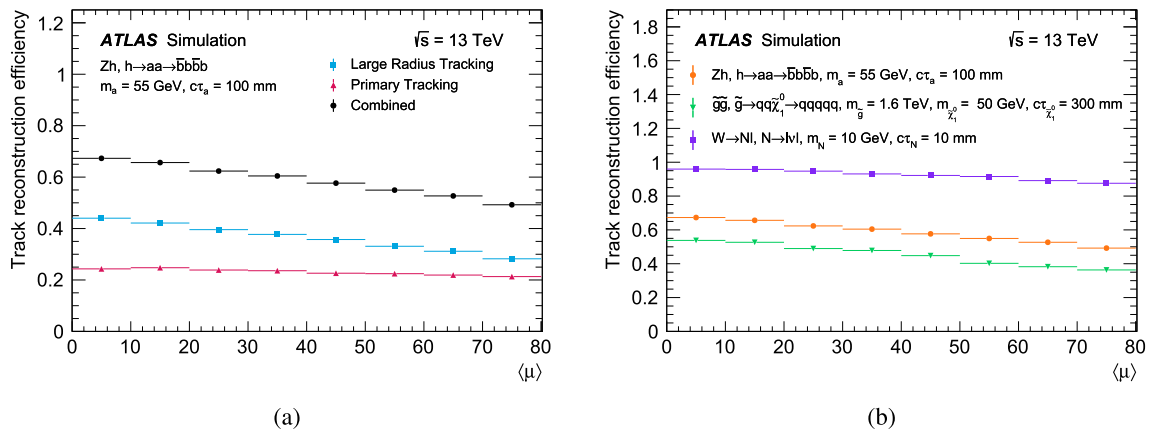 ATLAS Simulation
√s = 13 TeV
Zh, h→aa→b̄bb̄b
m_a = 55 GeV, cτ_a = 100 mm
Large Radius Tracking
Primary Tracking
Combined
Track reconstruction efficiency
1.2
1
0.8
0.6
0.4
0.2
0
0 10 20 30 40 50 60 70 80
⟨μ⟩
(a)
ATLAS Simulation
√s = 13 TeV
Zh, h→aa→b̄bb̄b, m_a = 55 GeV, cτ_a = 100 mm
g̃g̃, g̃→qqχ̃₁⁰→qqqqq, m_g̃ = 1.6 TeV, m_χ̃₁⁰ = 50 GeV, cτ_χ̃₁⁰ = 300 mm
W→Nl, N→lνl, m_N = 10 GeV, cτ_N = 10 mm
Track reconstruction efficiency
1.8
1.6
1.4
1.2
1
0.8
0.6
0.4
0.2
0
0 10 20 30 40 50 60 70 80
⟨μ⟩
(b)